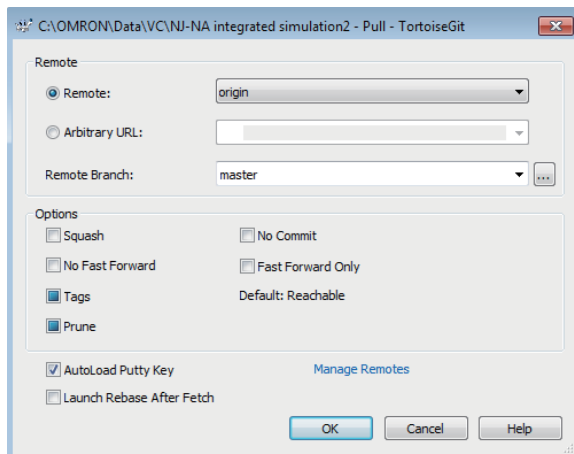 C:\OMRON\Data\VC\NJ-NA integrated simulation2 - Pull - TortoiseGit
Remote
Remote: origin
Arbitrary URL:
Remote Branch: master ...
Options
Squash No Commit
No Fast Forward Fast Forward Only
Tags Default: Reachable
Prune
AutoLoad Putty Key Manage Remotes
Launch Rebase After Fetch
OK Cancel Help